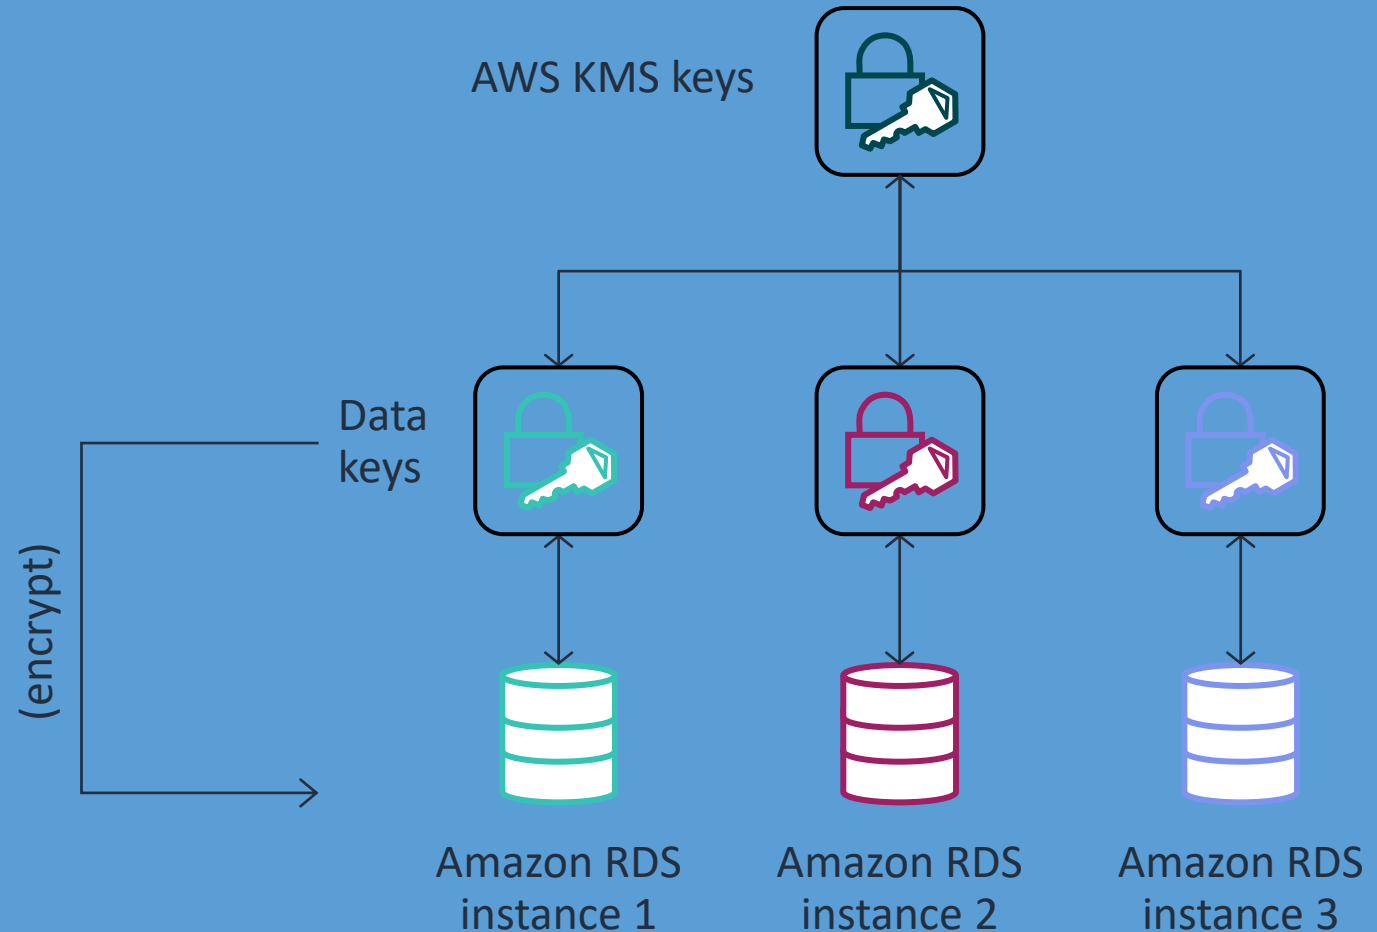 AWS KMS keys
Data
keys
(encrypt)
Amazon RDS
instance 1
Amazon RDS
instance 2
Amazon RDS
instance 3